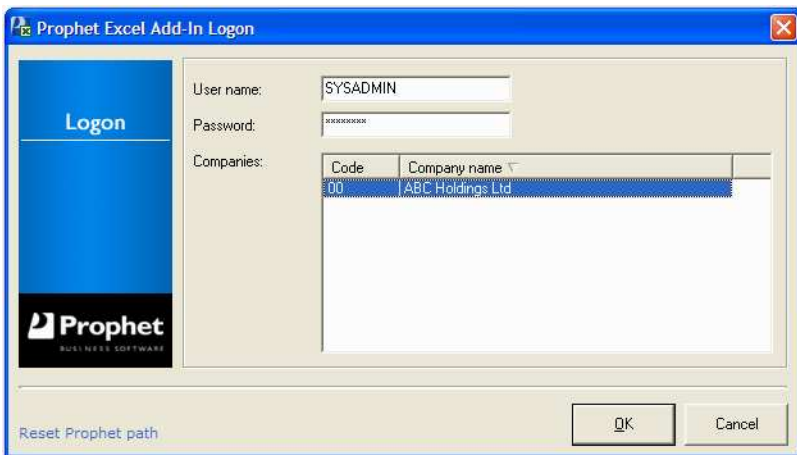 Prophet Excel Add-In Logon
Logon
User name:
SYSADMIN
Password:
xxxxxxxx
Companies:
Code Company name
00 ABC Holdings Ltd
Prophet
BUSINESS SOFTWARE
Reset Prophet path
OK
Cancel